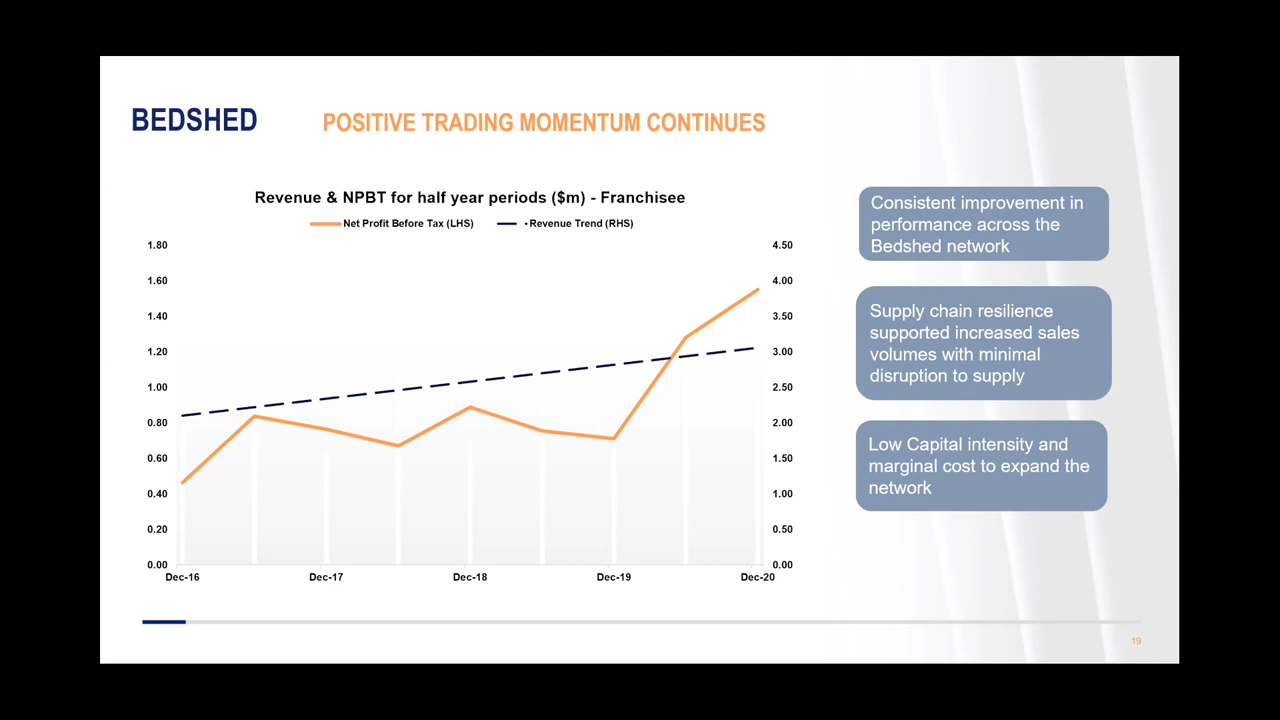 BEDSHED
POSITIVE TRADING MOMENTUM CONTINUES
Revenue & NPBT for half year periods ($m) - Franchisee
Net Profit Before Tax (LHS)
Revenue Trend (RHS)
1.80
1.60
1.40
1.20
1.00
0.80
0.60
0.40
0.20
0.00
4.50
4.00
3.50
3.00
2.50
2.00
1.50
1.00
0.50
0.00
Dec-16
Dec-17
Dec-18
Dec-19
Dec-20
Consistent improvement in
performance across the
Bedshed network
Supply chain resilience
supported increased sales
volumes with minimal
disruption to supply
Low Capital intensity and
marginal cost to expand the
network
19